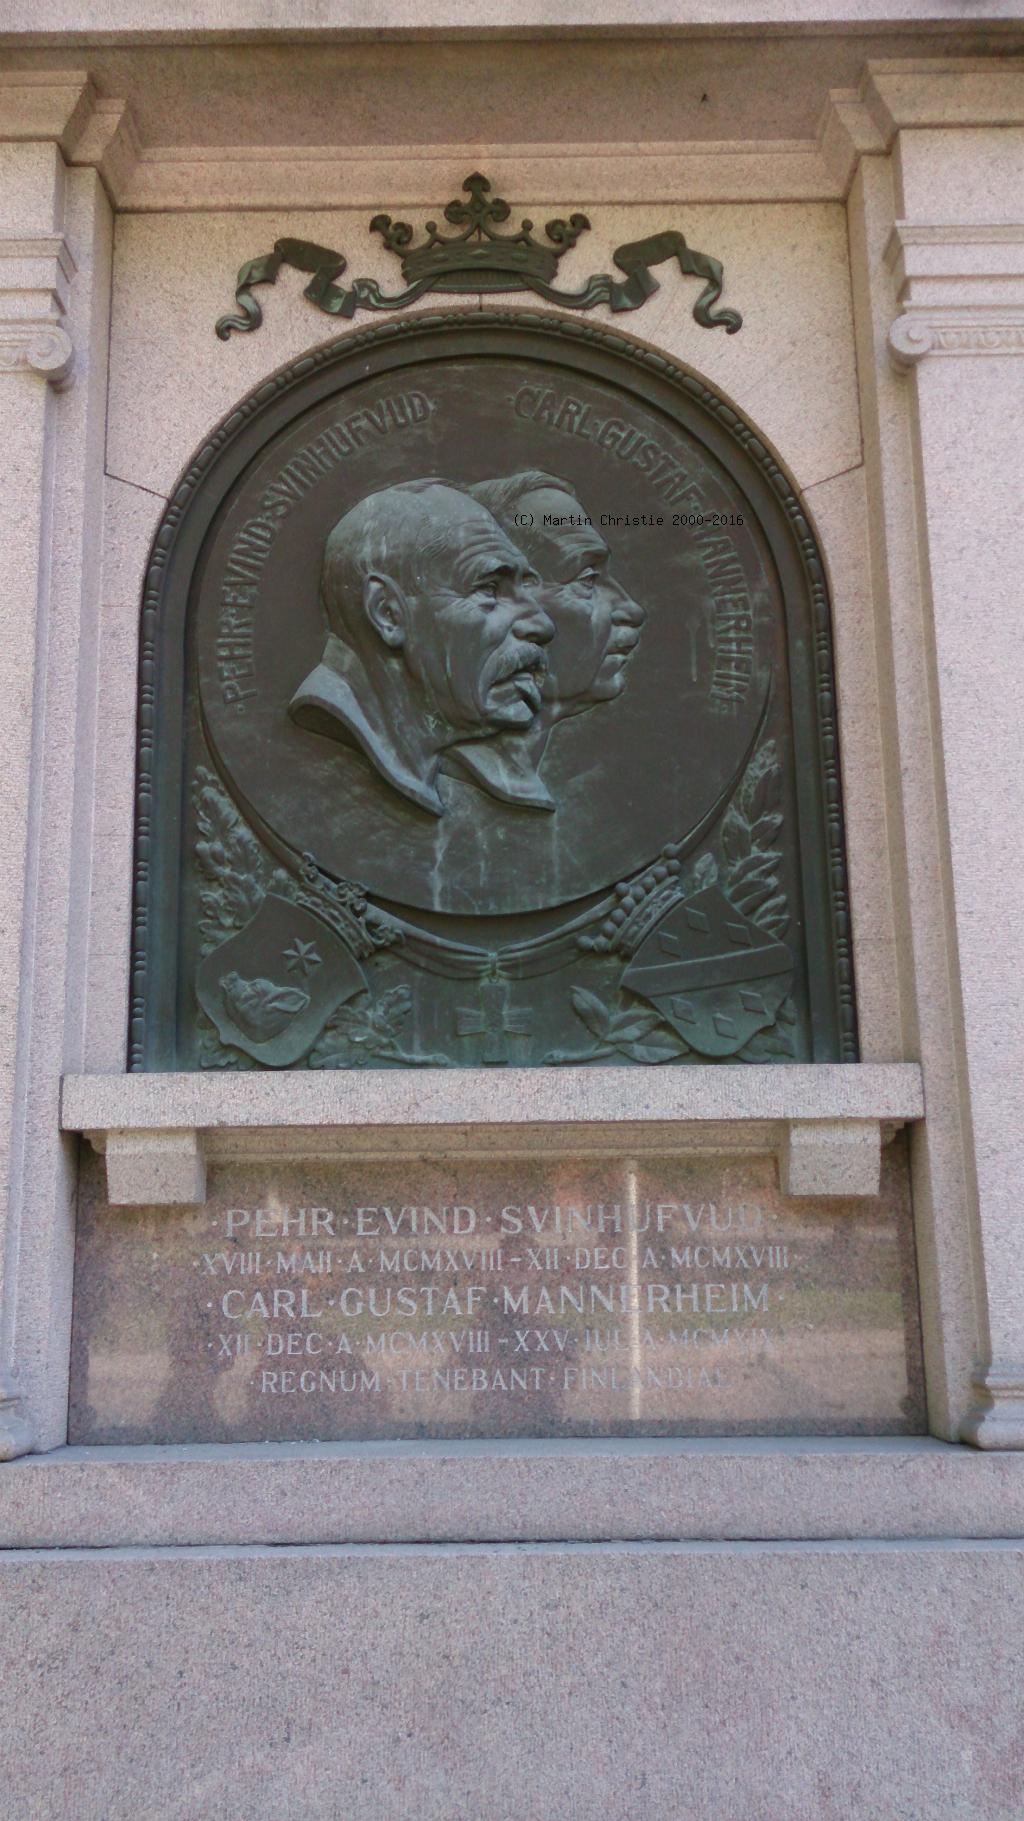 PEHR·EVIND·SVINHUFVUD·
·CARL·GUSTAF·MANNERHEIM·
(C) Martin Christie 2000-2016
·PEHR·EVIND·SVINHUFVUD·
·XVIII·MAII·A·MCMXVIII-XII·DEC·A·MCMXVIII·
·CARL·GUSTAF·MANNERHEIM·
·XII·DEC·A·MCMXVIII-XXV·IUL·A·MCMXIX·
·REGNUM·TENEBANT·FINLANDIAE·